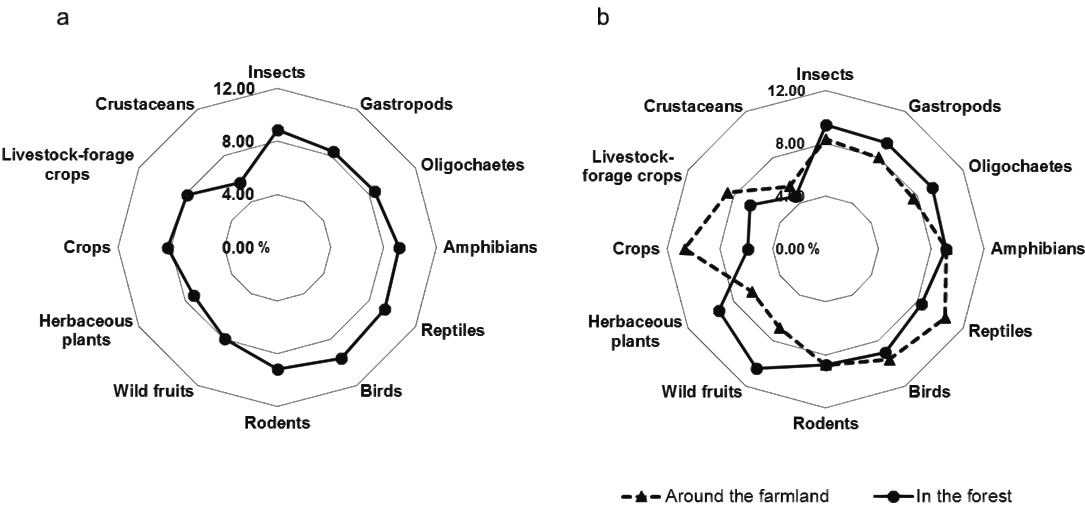 a
Insects
12.00
Crustaceans
Gastropods
8.00
Livestock-forage
crops
Oligochaetes
4.00
Crops
0.00 %
Amphibians
Herbaceous
plants
Reptiles
Wild fruits
Birds
Rodents
b
Insects
12.00
Crustaceans
Gastropods
8.00
Livestock-
forage crops
Oligochaetes
4.00
Crops
0.00 %
Amphibians
Herbaceous
plants
Reptiles
Wild fruits
Birds
Rodents
Around the farmland
In the forest